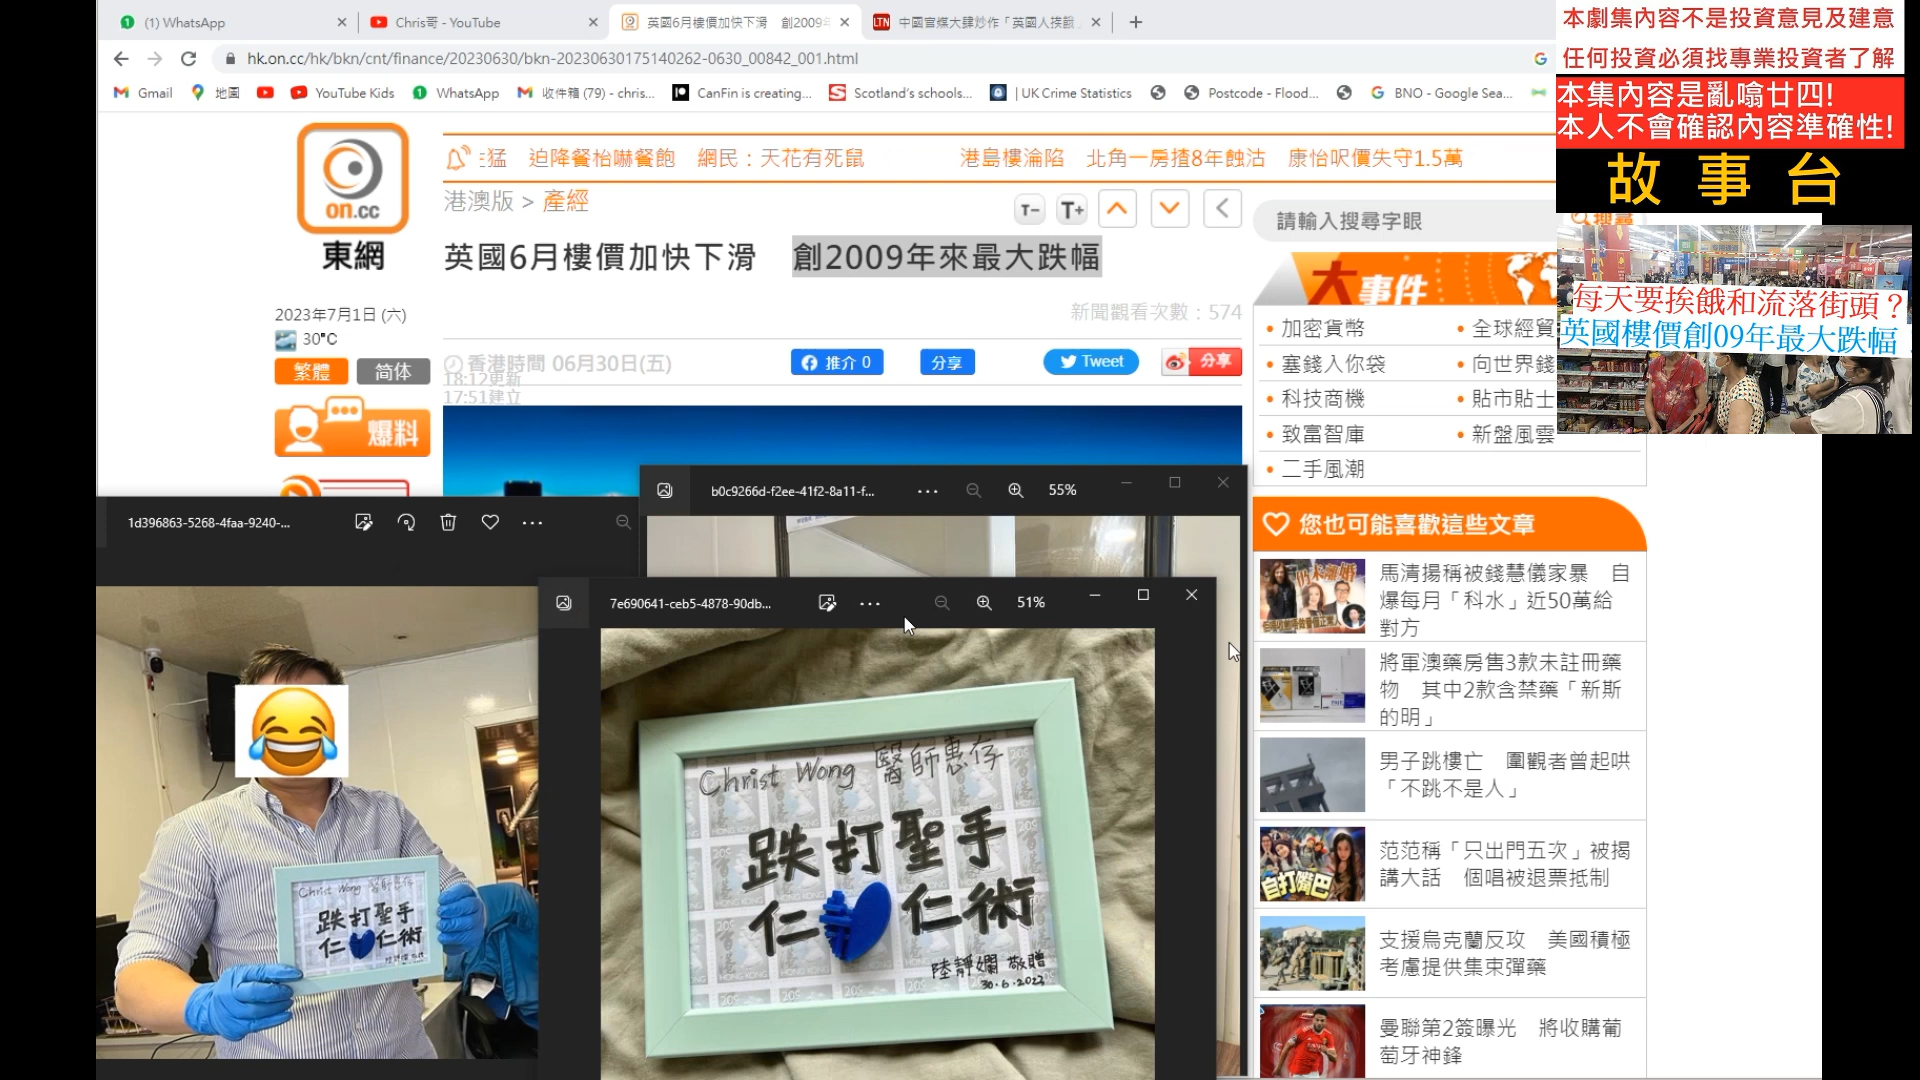 (1) WhatsApp
Chris哥 - YouTube
英國6月樓價加快下滑　創2009年
中國官媒大肆炒作「英國人挨餓
hk.on.cc/hk/bkn/cnt/finance/20230630/bkn-20230630175140262-0630_00842_001.html
Gmail
地圖
YouTube Kids
WhatsApp
收件箱 (79) - chris...
CanFin is creating...
Scotland's schools...
| UK Crime Statistics
Postcode - Flood...
BNO - Google Sea...
本劇集內容不是投資意見及建意
任何投資必須找專業投資者了解
本集內容是亂噏廿四!
本人不會確認內容準確性!
故事台
每天要挨餓和流落街頭？
英國樓價創09年最大跌幅
on.cc
東網
猛　迫降餐枱嚇餐飽　網民：天花有死鼠
港島樓淪陷　北角一房揸8年蝕沽　康怡呎價失守1.5萬
港澳版 > 產經
T- T+
請輸入搜尋字眼
搜尋
英國6月樓價加快下滑　創2009年來最大跌幅
新聞觀看次數：574
2023年7月1日 (六)
30°C
繁體 简体
爆料
香港時間 06月30日(五)
18:12更新
17:51建立
推介 0
分享
Tweet
分享
大事件
加密貨幣
全球經貿
塞錢入你袋
向世界錢
科技商機
貼市貼士
致富智庫
新盤風雲
二手風潮
您也可能喜歡這些文章
馬清揚稱被錢慧儀家暴　自
爆每月「科水」近50萬給
對方
將軍澳藥房售3款未註冊藥
物　其中2款含禁藥「新斯
的明」
男子跳樓亡　圍觀者曾起哄
「不跳不是人」
自打嘴巴
范范稱「只出門五次」被揭
講大話　個唱被退票抵制
支援烏克蘭反攻　美國積極
考慮提供集束彈藥
曼聯第2簽曝光　將收購葡
萄牙神鋒
1d396863-5268-4faa-9240-...
b0c9266d-f2ee-41f2-8a11-f...
55%
7e690641-ceb5-4878-90db...
51%
Christ Wong 醫師惠存
跌打聖手
仁仁術
Christ Wong 醫師惠存
跌打聖手
仁心仁術
陸靜嫻 敬贈
30.6.2023